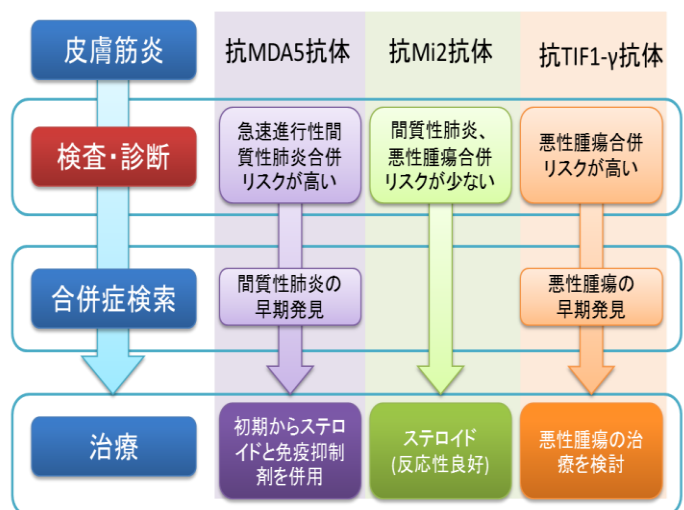 皮膚筋炎
抗MDA5抗体
抗Mi2抗体
抗TIF1-γ抗体
検査・診断
急速進行性間
質性肺炎合併
リスクが高い
間質性肺炎、
悪性腫瘍合併
リスクが少ない
悪性腫瘍合併
リスクが高い
合併症検索
間質性肺炎の
早期発見
悪性腫瘍の
早期発見
治療
初期からステロ
イドと免疫抑制
剤を併用
ステロイド
(反応性良好)
悪性腫瘍の治
療を検討